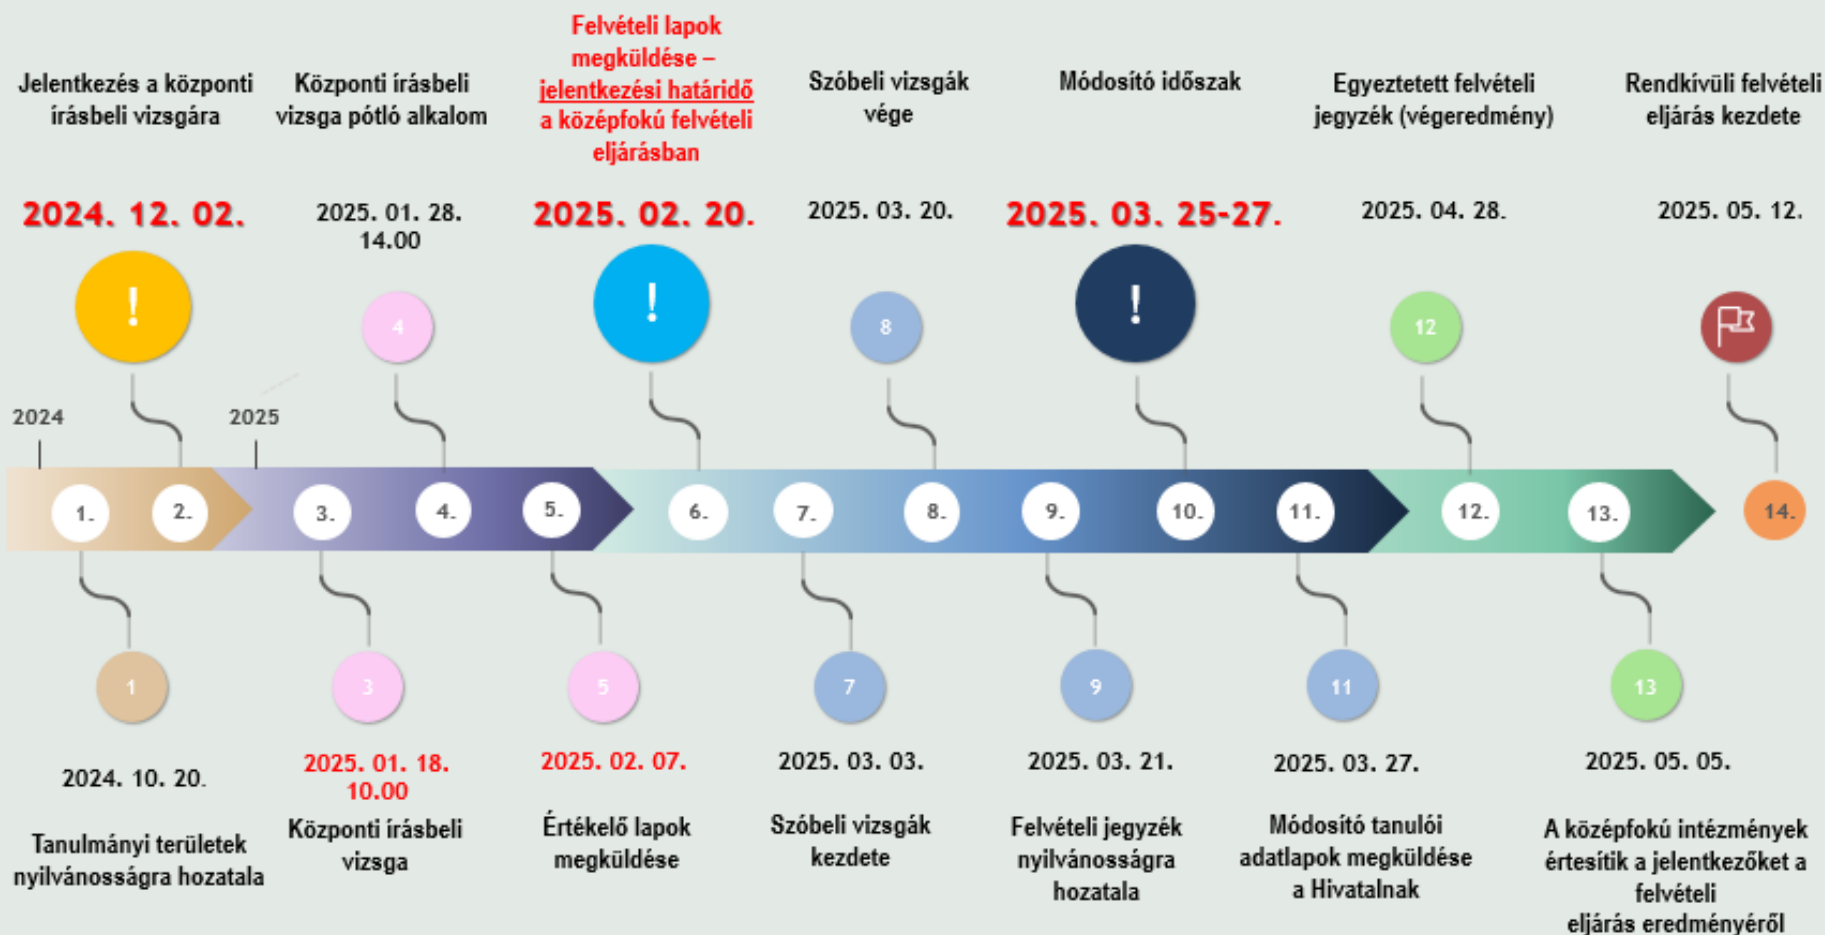 Jelentkezés a központi
írásbeli vizsgára
2024. 12. 02.
!
Központi írásbeli
vizsga pótló alkalom
2025. 01. 28.
14.00
4
Felvételi lapok
megküldése –
jelentkezési határidő
a középfokú felvételi
eljárásban
2025. 02. 20.
!
Szóbeli vizsgák
vége
2025. 03. 20.
8
Módosító időszak
2025. 03. 25-27.
!
Egyeztetett felvételi
jegyzék (végeredmény)
2025. 04. 28.
12
Rendkívüli felvételi
eljárás kezdete
2025. 05. 12.
2024
2025
1.
2.
3.
4.
5.
6.
7.
8.
9.
10.
11.
12.
13.
14.
1
2024. 10. 20.
Tanulmányi területek
nyilvánosságra hozatala
3
2025. 01. 18.
10.00
Központi írásbeli
vizsga
5
2025. 02. 07.
Értékelő lapok
megküldése
7
2025. 03. 03.
Szóbeli vizsgák
kezdete
9
2025. 03. 21.
Felvételi jegyzék
nyilvánosságra
hozatala
11
2025. 03. 27.
Módosító tanulói
adatlapok megküldése
a Hivatalnak
13
2025. 05. 05.
A középfokú intézmények
értesítik a jelentkezőket a
felvételi
eljárás eredményéről